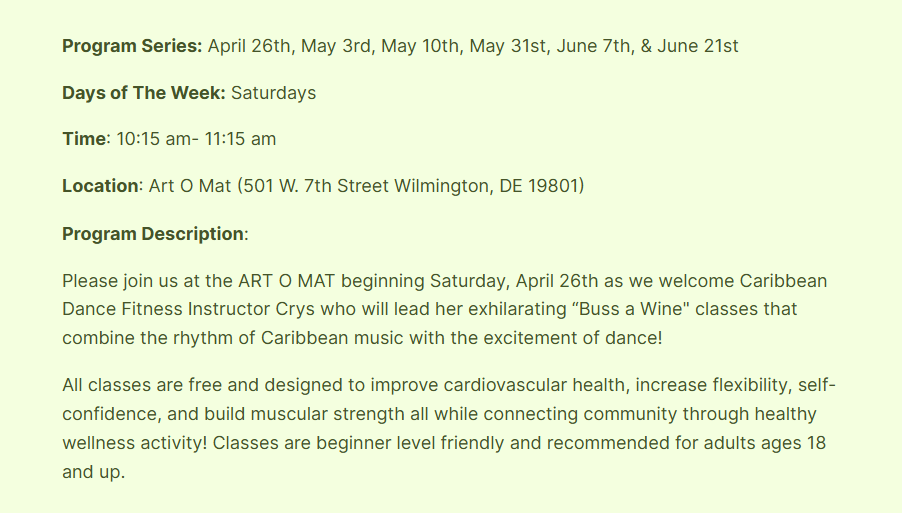 Program Series: April 26th, May 3rd, May 10th, May 31st, June 7th, & June 21st
Days of The Week: Saturdays
Time: 10:15 am- 11:15 am
Location: Art O Mat (501 W. 7th Street Wilmington, DE 19801)
Program Description:
Please join us at the ART O MAT beginning Saturday, April 26th as we welcome Caribbean
Dance Fitness Instructor Crys who will lead her exhilarating “Buss a Wine" classes that
combine the rhythm of Caribbean music with the excitement of dance!
All classes are free and designed to improve cardiovascular health, increase flexibility, self-
confidence, and build muscular strength all while connecting community through healthy
wellness activity! Classes are beginner level friendly and recommended for adults ages 18
and up.